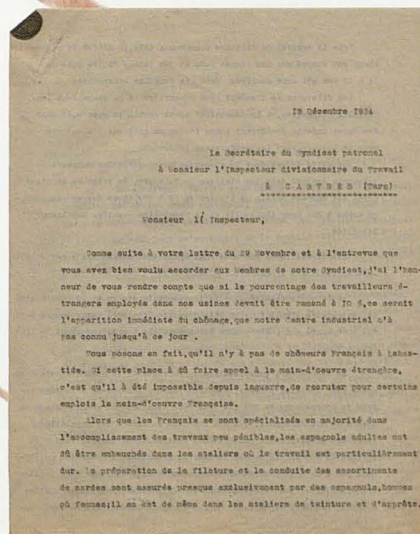 13 Décembre 1934
Le Secrétaire du Syndicat patronal
à Monsieur l'Inspecteur divisionnaire du Travail
à C A S T R E S (Tarn)
Monsieur l' Inspecteur,
Comme suite à votre lettre du 29 Novembre et à l'entrevue que
vous avez bien voulu accorder aux Membres de notre Syndicat,j'ai l'hon-
neur de vous rendre compte que si le pourcentage des travailleurs é-
trangers employés dans nos usines devait être ramené à 10 %,ce serait
l'apparition immédiate du chômage,que notre Centre industriel n'a
pas connu jusqu'à ce jour .
Nous posons en fait,qu'il n'y à pas de chômeurs Français à Labas-
tide. Si cette place à dû faire appel à le main-d'oeuvre étrangère,
c'est qu'il à été impossible depuis laguerre,de recruter pour certains
emplois la main-d'oeuvre Française.
Alors que les Français se sont spécialisés en majorité dans
l'accomplissement des travaux peu pénibles,les espagnols adultes ont
dû être embauchés dans les ateliers où le travail est particulièrement
dur. la préparation de la filature et la conduite des assortiments
de cardes sont assurés presque exclusivement par des espagnols,hommes
où femmes;il en est de même dans les ateliers de teinture et d'apprêts.